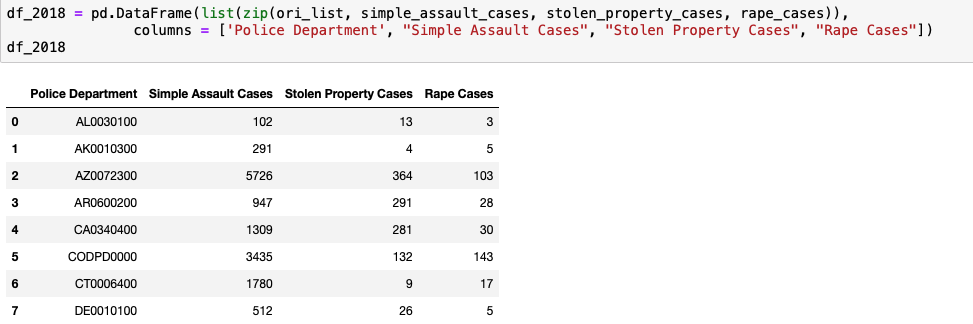 df_2018 = pd.DataFrame(list(zip(ori_list, simple_assault_cases, stolen_property_cases, rape_cases)),
columns = ['Police Department', "Simple Assault Cases", "Stolen Property Cases", "Rape Cases"])
df_2018
Police Department Simple Assault Cases Stolen Property Cases Rape Cases
0 AL0030100 102 13 3
1 AK0010300 291 4 5
2 AZ0072300 5726 364 103
3 AR0600200 947 291 28
4 CA0340400 1309 281 30
5 CODPD0000 3435 132 143
6 CT0006400 1780 9 17
7 DE0010100 512 26 5